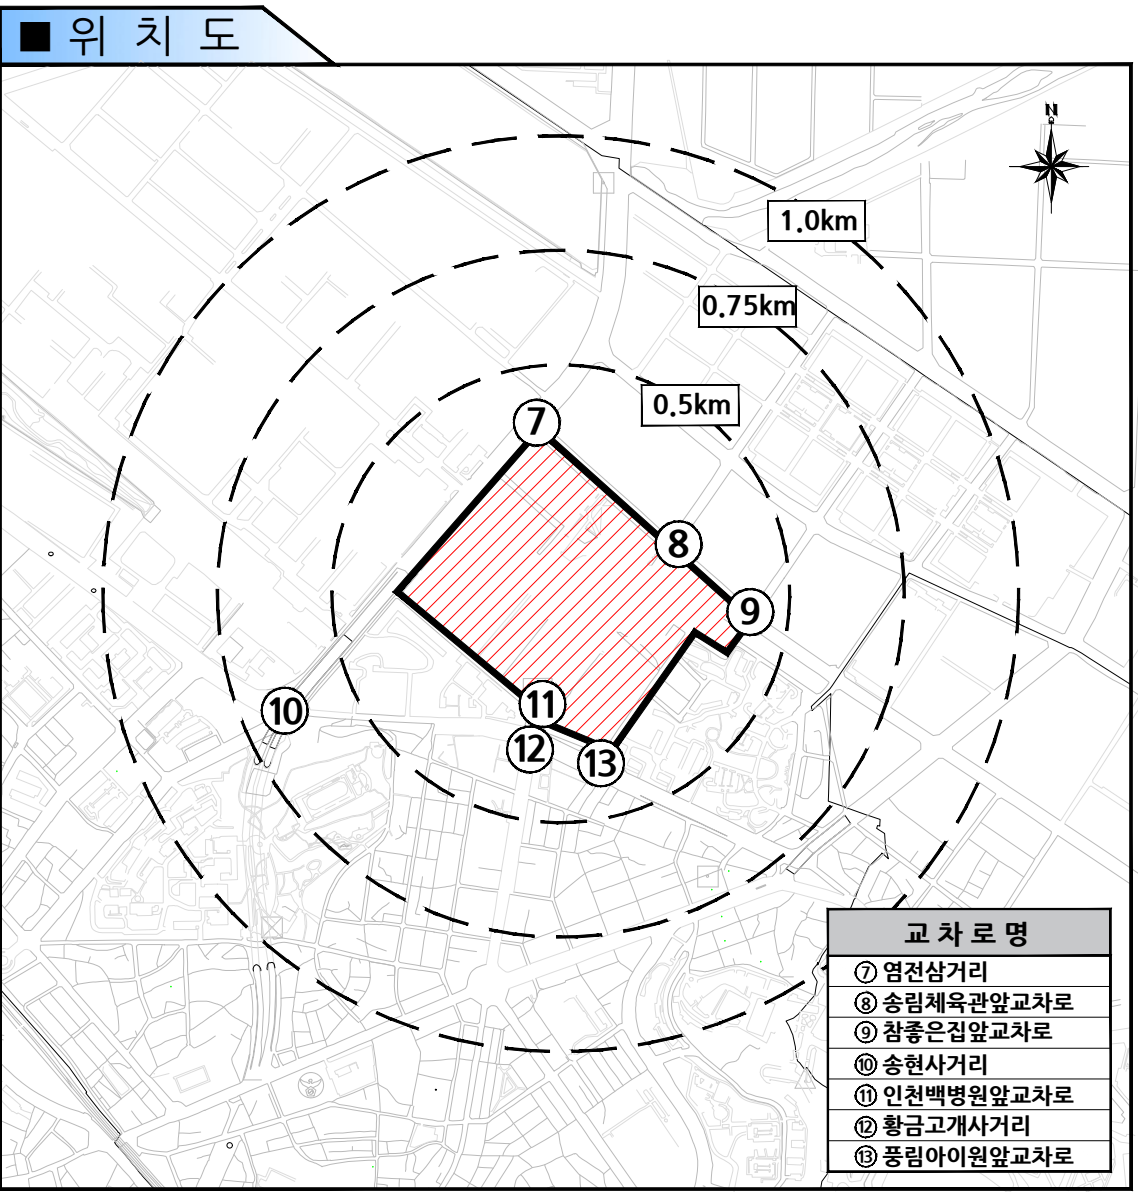 ■ 위 치 도
N
1.0km
0.75km
0.5km
7
8
9
10
11
12
13
교 차 로 명
⑦ 염전삼거리
⑧ 송림체육관앞교차로
⑨ 참좋은집앞교차로
⑩ 송현사거리
⑪ 인천백병원앞교차로
⑫ 황금고개사거리
⑬ 풍림아이원앞교차로